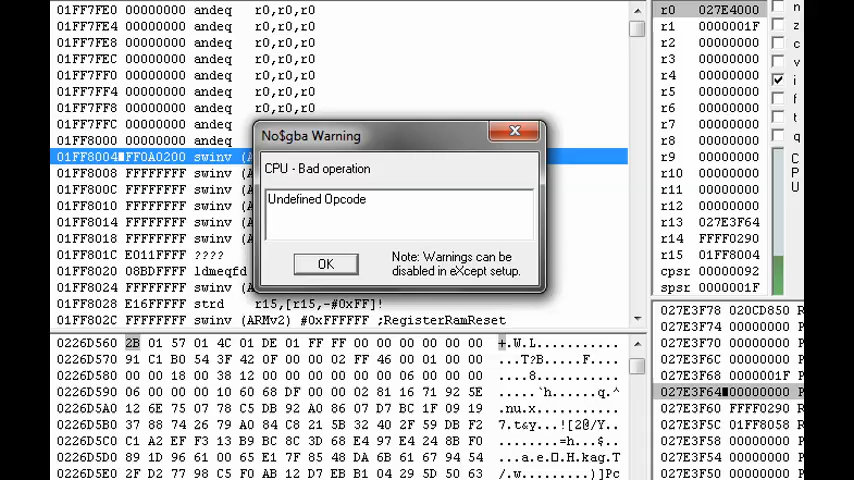 01FF7FE0 00000000 andeq r0,r0,r0
01FF7FE4 00000000 andeq r0,r0,r0
01FF7FE8 00000000 andeq r0,r0,r0
01FF7FEC 00000000 andeq r0,r0,r0
01FF7FF0 00000000 andeq r0,r0,r0
01FF7FF4 00000000 andeq r0,r0,r0
01FF7FF8 00000000 andeq r0,r0,r0
00000000 andeq
00000000 andeq
01FF8004 FF0A0200 swinv (A
01FF8008 FFFFFFFF swinv (A
FFFFFFFF swinv (A
01FF8010 FFFFFFFF swinv (A
01FF8014 FFFFFFFF swinv (A
01FF8018 FFFFFFFF swinv (A
01FF801C E011FFFF ????
01FF8020 08BDFFFF ldmeqfd
01FF8024 FFFFFFFF swinv (A
01FF8028 E16FFFFF strd r15,[r15,-#0xFF]!
01FF802C FFFFFFFF swinv (ARMv2) #0xFFFFFF ;RegisterRamReset
No$gba Warning
CPU - Bad operation
Undefined Opcode
OK
Note: Warnings can be
disabled in eXcept setup.
r0 027E4000
r1 0000001F
r2 00000000
r3 00000000
r4 00000000
r5 00000000
r6 00000000
r7 00000000
r8 00000000
r9 00000000
r10 00000000
r11 00000000
r12 00000000
r13 027E3F64
r14 FFFF0290
r15 01FF8004
cpsr 00000092
spsr 0000001F
n
z
c
v
i
f
t
q
C
P
U
0226D560 2B 01 57 01 4C 01 DE 01 FF FF 00 00 00 00 00 00 +.W.L...........
0226D570 91 C1 B0 54 3F 42 0F 00 00 02 FF 46 00 01 00 00 ...T?B.....F....
0226D580 00 00 18 00 38 12 00 00 00 00 00 00 00 00 00 00 ....8...........
0226D590 06 00 00 00 10 60 68 DF 00 00 02 81 16 71 92 5E .....`h......q.^
0226D5A0 12 6E 75 07 78 C5 DB 92 A0 86 07 D7 BC 1F 09 19
0226D5B0 37 88 74 26 79 A0 84 C8 21 5B 32 40 2F 59 DB F2
0226D5C0 C1 A2 EF F3 13 B9 BC 8C 3D 68 E4 97 E4 24 8B F0
0226D5D0 89 1D 96 61 00 65 E1 7F 85 48 DA 6B 61 67 94 54
0226D5E0 D2 77 98 C5 F0 AB 12 D7 EB B1 04 29 5D 50 63
027E3F78 020CD850 R
027E3F74 00000000
027E3F70 00000000
027E3F6C 00000000 P
027E3F68 0000001F
027E3F64 00000000
027E3F60 FFFF0290
027E3F5C 01FF8058
027E3F58 00000000
027E3F54 00000000
027E3F50 00000000